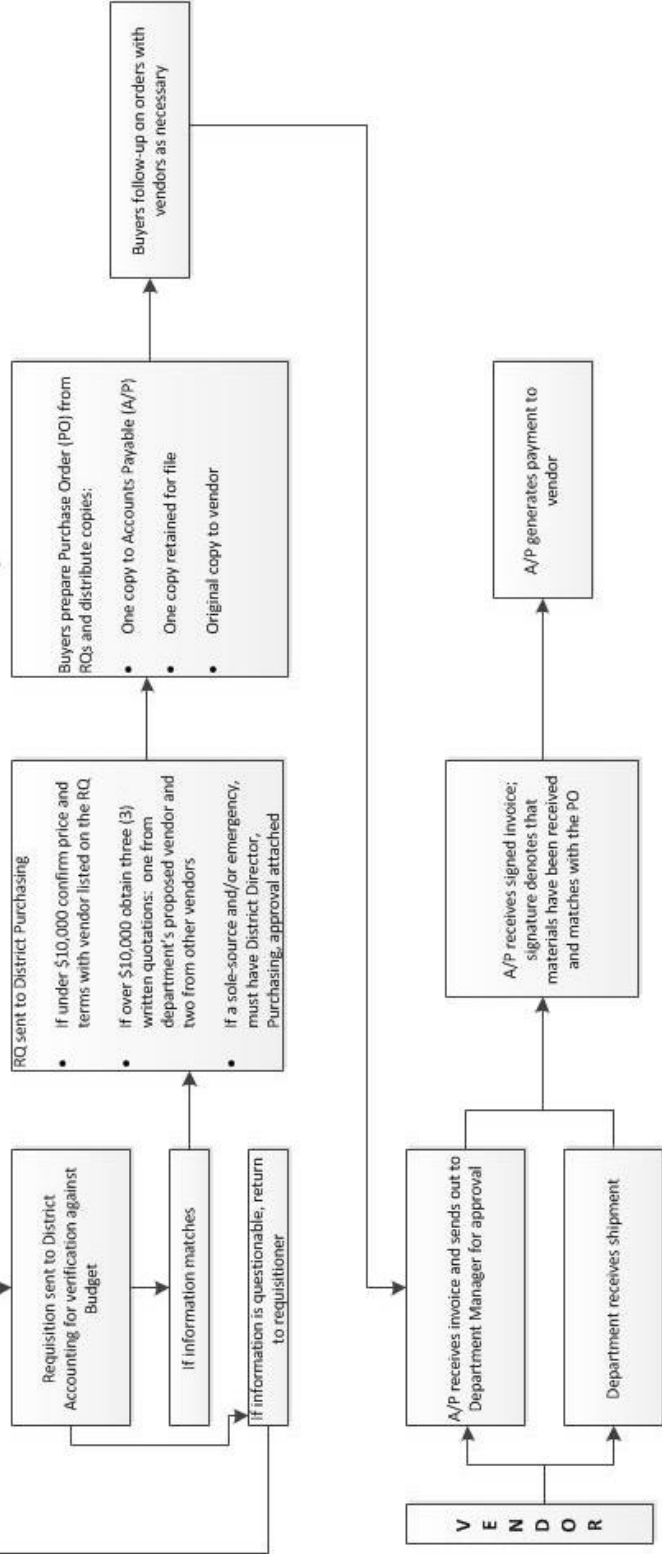 Requisition sent to District
Accounting for verification against
Budget
If information matches
If information is questionable, return
to requisitioner
RQ sent to District Purchasing
• If under $10,000 confirm price and
terms with vendor listed on the RQ
• If over $10,000 obtain three (3)
written quotations: one from
department's proposed vendor and
two from other vendors
• If a sole-source and/or emergency,
must have District Director,
Purchasing, approval attached
Buyers prepare Purchase Order (PO) from
RQs and distribute copies:
• One copy to Accounts Payable (A/P)
• One copy retained for file
• Original copy to vendor
Buyers follow-up on orders with
vendors as necessary
V
E
N
D
O
R
A/P receives invoice and sends out to
Department Manager for approval
Department receives shipment
A/P receives signed invoice;
signature denotes that
materials have been received
and matches with the PO
A/P generates payment to
vendor